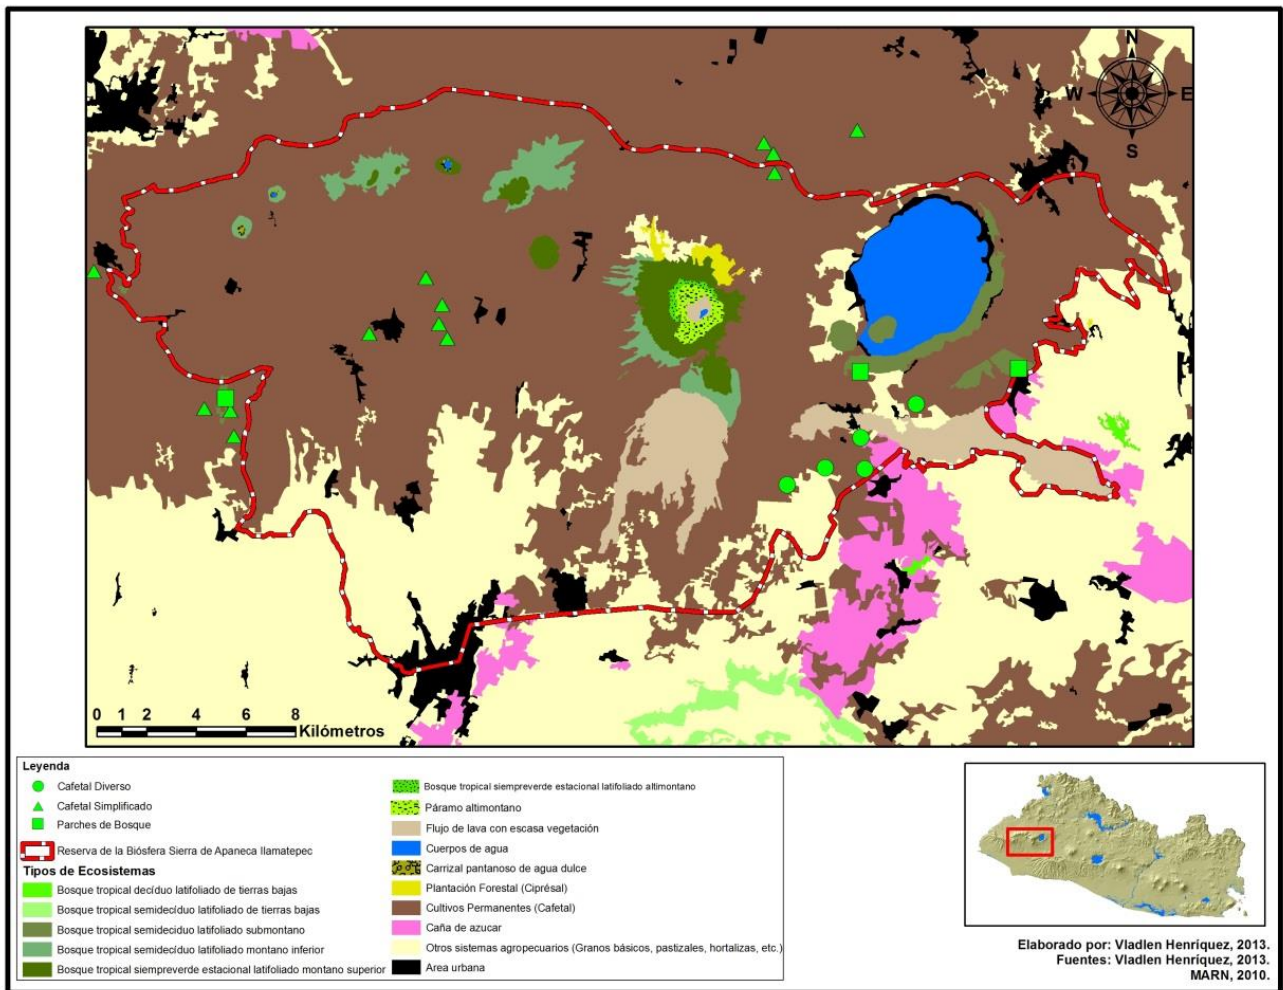 N
W E
S
0 1 2 4 6 8
Kilómetros
Leyenda
Cafetal Diverso
Cafetal Simplificado
Parches de Bosque
Reserva de la Biósfera Sierra de Apaneca Ilamatepec
Tipos de Ecosistemas
Bosque tropical decíduo latifoliado de tierras bajas
Bosque tropical semidecíduo latifoliado de tierras bajas
Bosque tropical semideciduo latifoliado submontano
Bosque tropical semidecíduo latifoliado montano inferior
Bosque tropical siempreverde estacional latifoliado montano superior
Bosque tropical siempreverde estacional latifoliado altimontano
Páramo altimontano
Flujo de lava con escasa vegetación
Cuerpos de agua
Carrizal pantanoso de agua dulce
Plantación Forestal (Ciprésal)
Cultivos Permanentes (Cafetal)
Caña de azucar
Otros sistemas agropecuarios (Granos básicos, pastizales, hortalizas, etc.)
Area urbana
Elaborado por: Vladlen Henríquez, 2013.
Fuentes: Vladlen Henríquez, 2013.
MARN, 2010.